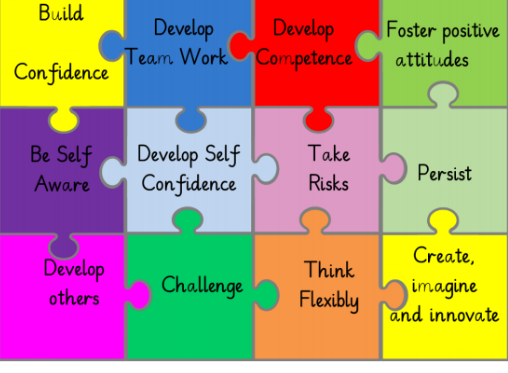 Build
Confidence
Develop
Team Work
Develop
Competence
Foster positive
attitudes
Be Self
Aware
Develop Self
Confidence
Take
Risks
Persist
Develop
others
Challenge
Think
Flexibly
Create,
imagine
and innovate